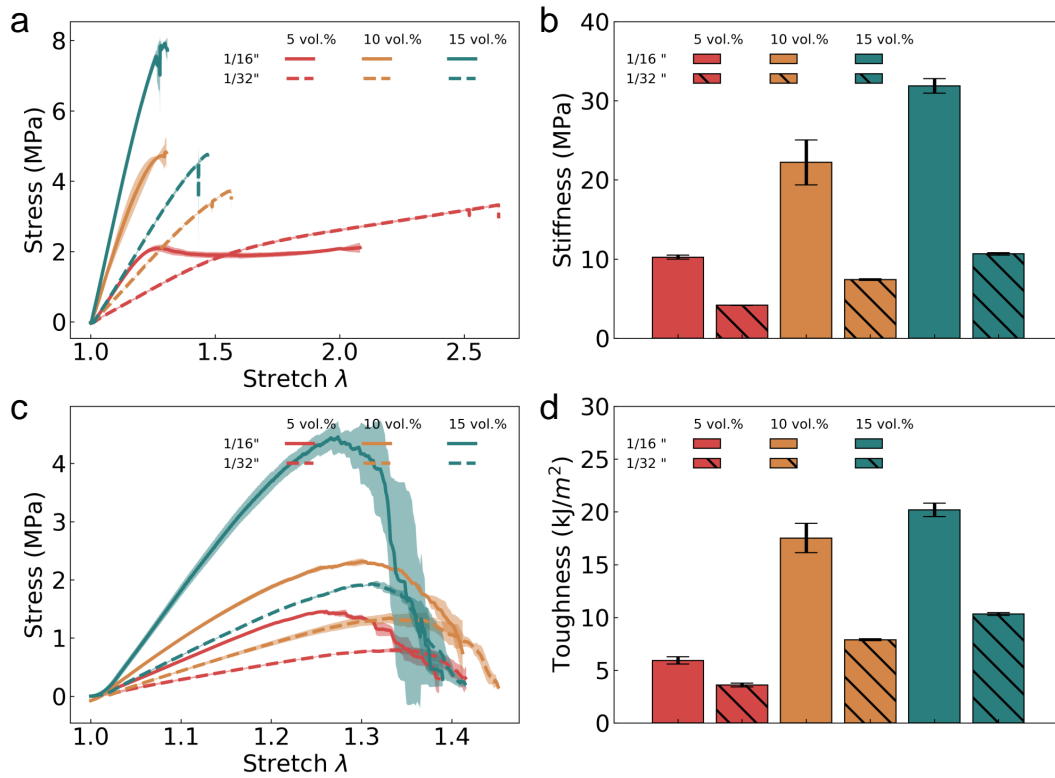 a
8
6
4
2
0
Stress (MPa)
5 vol.% 10 vol.% 15 vol.%
1/16"
1/32"
1.0 1.5 2.0 2.5
Stretch λ
b
40
30
20
10
0
Stiffness (MPa)
5 vol.% 10 vol.% 15 vol.%
1/16 "
1/32 "
c
4
3
2
1
0
Stress (MPa)
5 vol.% 10 vol.% 15 vol.%
1/16"
1/32"
1.0 1.1 1.2 1.3 1.4
Stretch λ
d
30
25
20
15
10
5
0
Toughness (kJ/m²)
5 vol.% 10 vol.% 15 vol.%
1/16 "
1/32 "